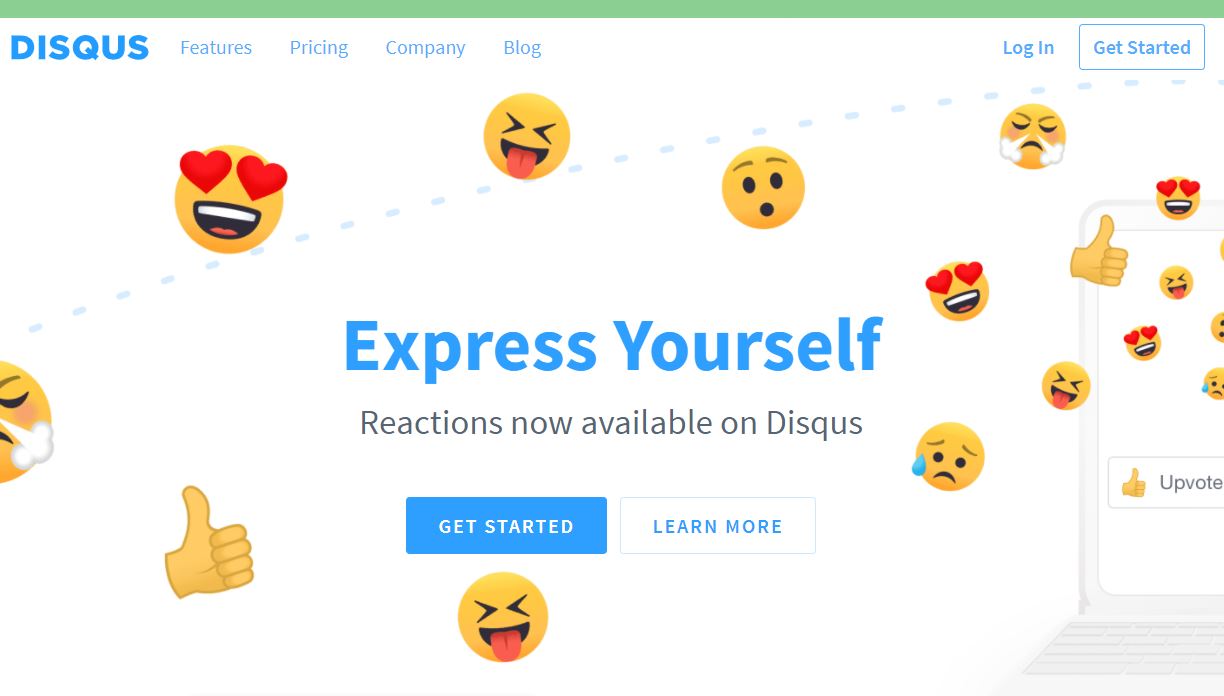 DISQUS Features Pricing Company Blog Log In Get Started
Express Yourself
Reactions now available on Disqus
Upvote
GET STARTED LEARN MORE